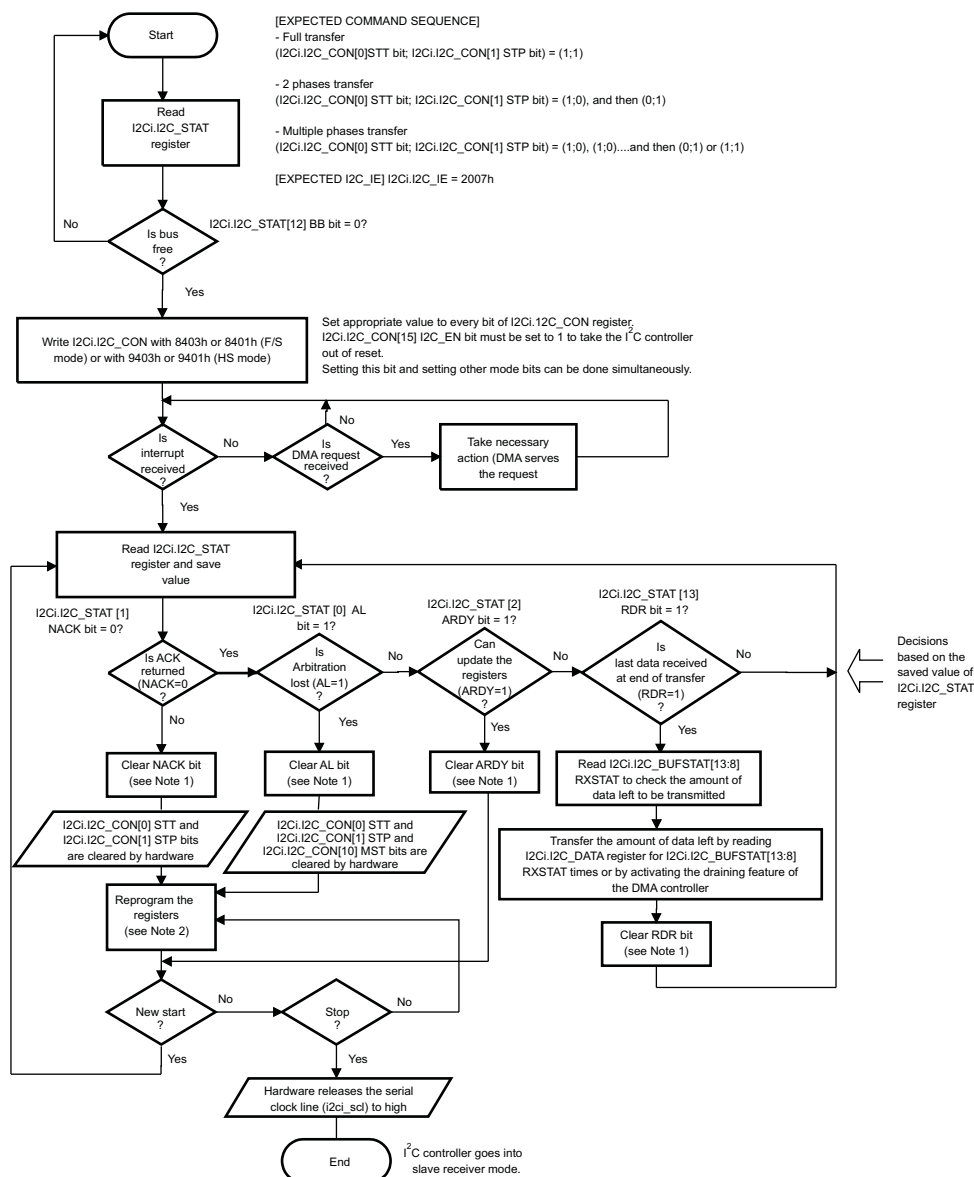 Start
[EXPECTED COMMAND SEQUENCE]
- Full transfer
(I2Ci.I2C_CON[0]STT bit; I2Ci.I2C_CON[1] STP bit) = (1;1)
- 2 phases transfer
(I2Ci.I2C_CON[0] STT bit; I2Ci.I2C_CON[1] STP bit) = (1;0), and then (0;1)
- Multiple phases transfer
(I2Ci.I2C_CON[0] STT bit; I2Ci.I2C_CON[1] STP bit) = (1;0), (1;0)....and then (0;1) or (1;1)
[EXPECTED I2C_IE] I2Ci.I2C_IE = 2007h
Read
I2Ci.I2C_STAT
register
No
I2Ci.I2C_STAT[12] BB bit = 0?
Is bus
free
?
Yes
Write I2Ci.I2C_CON with 8403h or 8401h (F/S
mode) or with 9403h or 9401h (HS mode)
Set appropriate value to every bit of I2Ci.12C_CON register.
I2Ci.I2C_CON[15] I2C_EN bit must be set to 1 to take the I2C controller
out of reset.
Setting this bit and setting other mode bits can be done simultaneously.
Is
interrupt
received
?
No
Yes
Is
DMA request
received
?
No
Yes
Take necessary
action (DMA serves
the request
Read I2Ci.I2C_STAT
register and save
value
I2Ci.I2C_STAT [1]
NACK bit = 0?
I2Ci.I2C_STAT [0] AL
bit = 1?
I2Ci.I2C_STAT [2]
ARDY bit = 1?
I2Ci.I2C_STAT [13]
RDR bit = 1?
Is ACK
returned
(NACK=0
?
Yes
No
Is
Arbitration
lost (AL=1)
?
No
Yes
Can
update the
registers
(ARDY=1)
?
No
Yes
Is
last data received
at end of transfer
(RDR=1)
?
No
Yes
Decisions
based on the
saved value of
I2Ci.I2C_STAT
register
Clear NACK bit
(see Note 1)
Clear AL bit
(see Note 1)
Clear ARDY bit
(see Note 1)
Read I2Ci.I2C_BUFSTAT[13:8]
RXSTAT to check the amount of
data left to be transmitted
I2Ci.I2C_CON[0] STT and
I2Ci.I2C_CON[1] STP bits
are cleared by hardware
I2Ci.I2C_CON[0] STT and
I2Ci.I2C_CON[1] STP and
I2Ci.I2C_CON[10] MST bits are
cleared by hardware
Transfer the amount of data left by reading
I2Ci.I2C_DATA register for I2Ci.I2C_BUFSTAT[13:8]
RXSTAT times or by activating the draining feature of
the DMA controller
Reprogram the
registers
(see Note 2)
Clear RDR bit
(see Note 1)
New start
?
No
Yes
Stop
?
No
Yes
Hardware releases the serial
clock line (i2ci_scl) to high
End
I2C controller goes into
slave receiver mode.